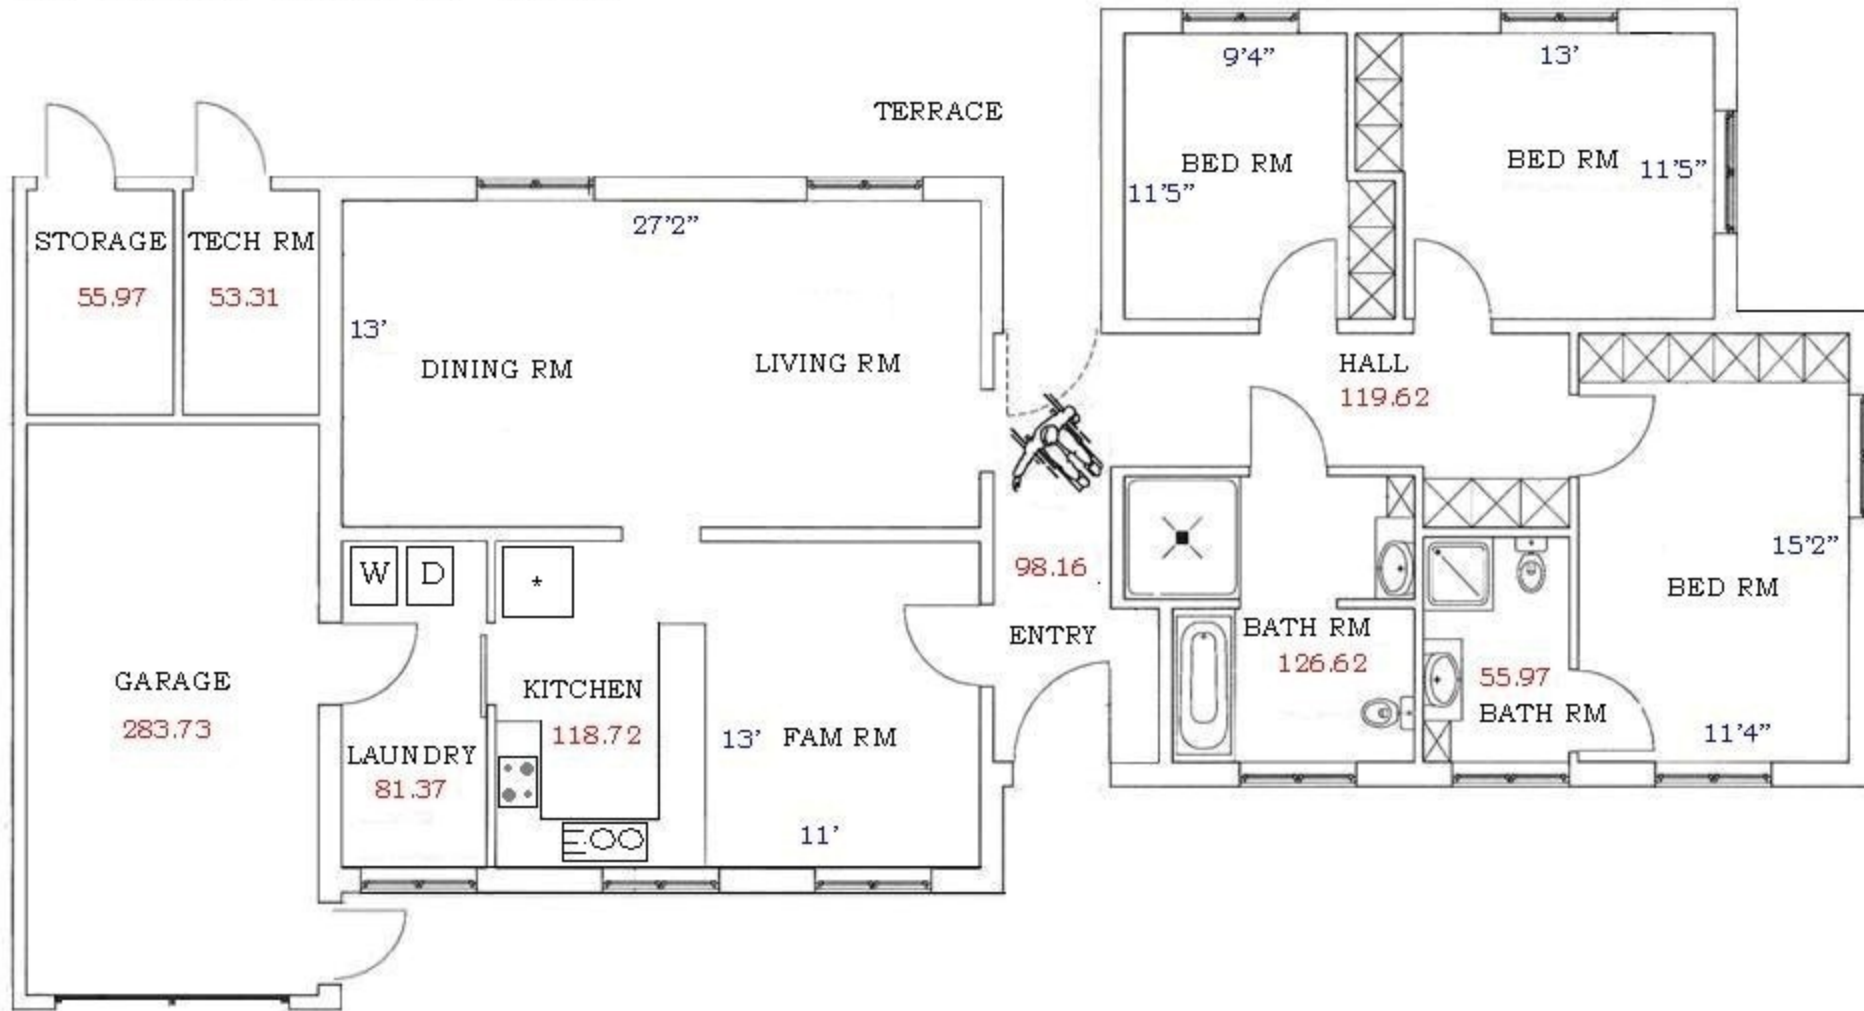 9'4”
13'
TERRACE
BED RM
BED RM
11'5”
11'5”
27'2”
STORAGE
TECH RM
55.97
53.31
13'
DINING RM
LIVING RM
HALL
119.62
W
D
*
98.16
15'2”
BED RM
ENTRY
BATH RM
126.62
GARAGE
283.73
KITCHEN
118.72
13'
FAM RM
55.97
BATH RM
11'4”
LAUNDRY
81.37
11'